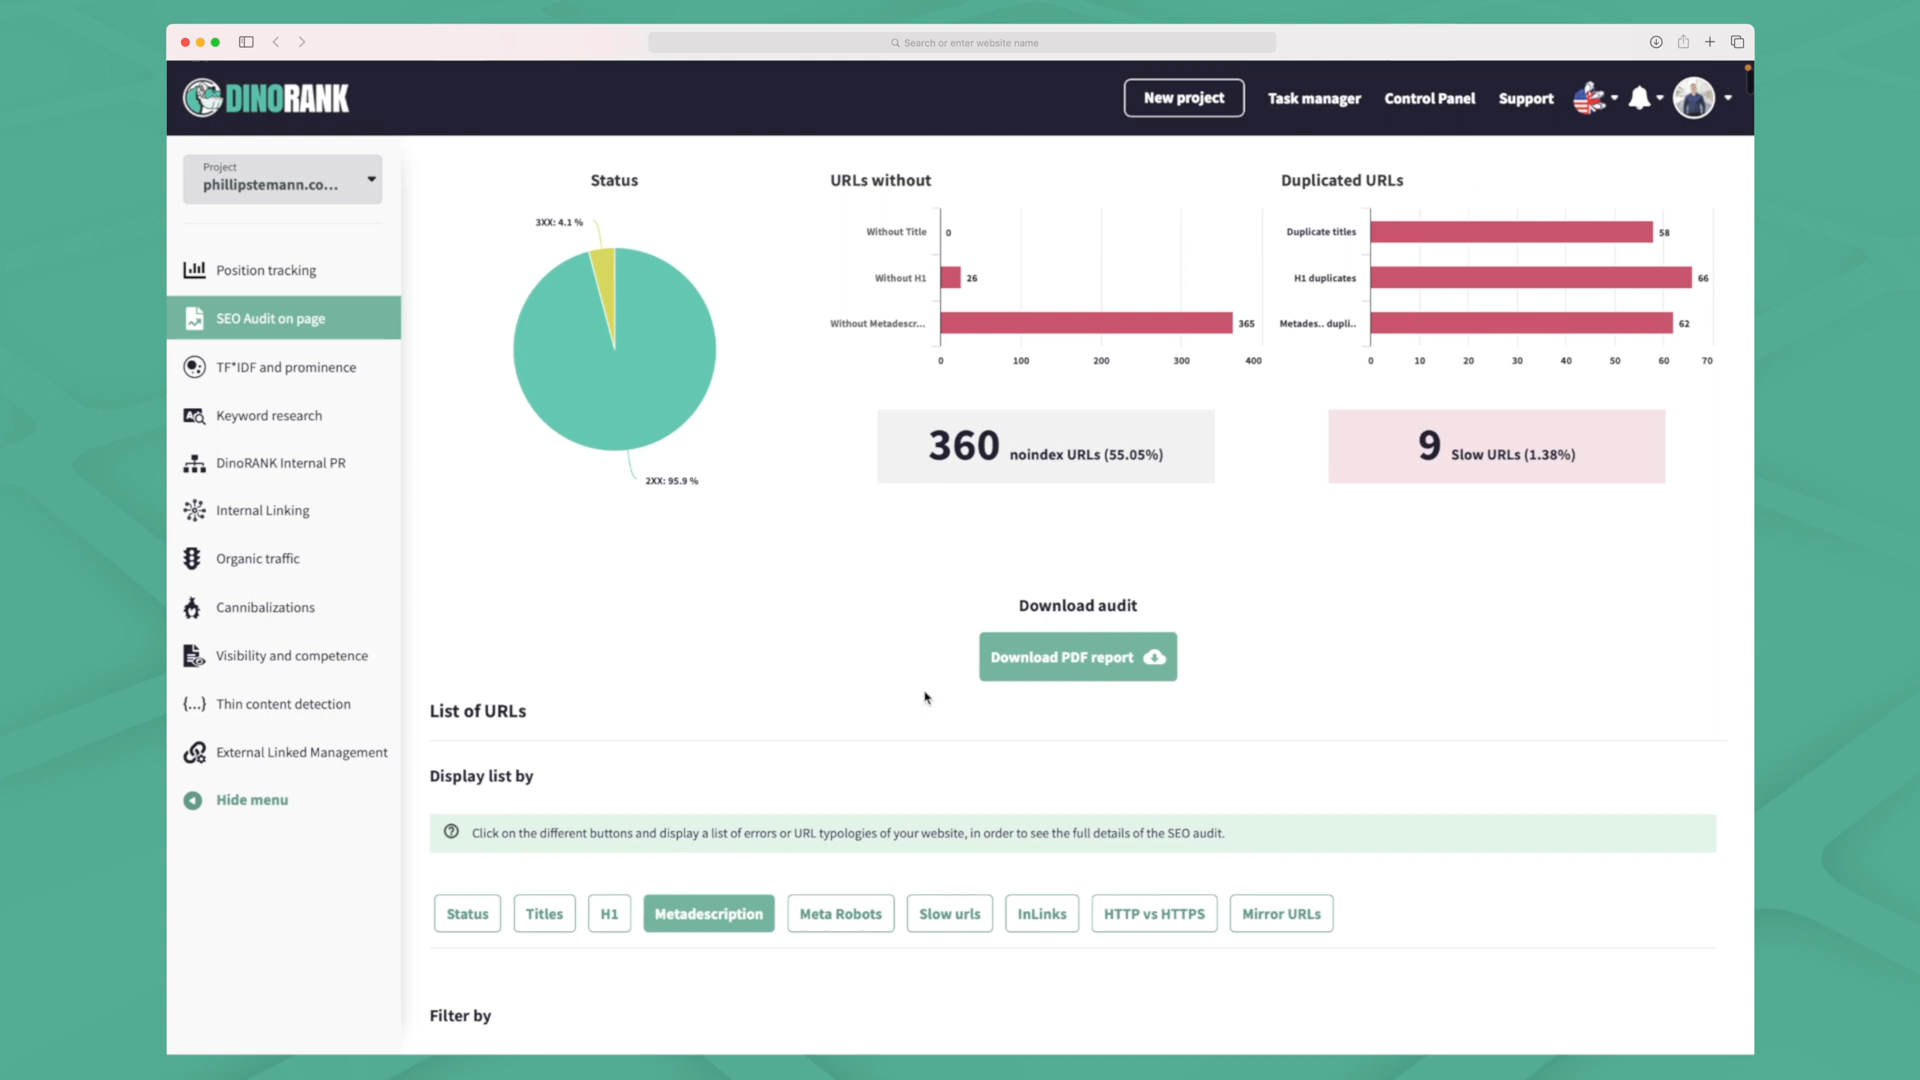 Search or enter website name
DINORANK
New project
Task manager
Control Panel
Support
Project
phillipstemann.co...
Position tracking
SEO Audit on page
TF*IDF and prominence
Keyword research
DinoRANK Internal PR
Internal Linking
Organic traffic
Cannibalizations
Visibility and competence
{...} Thin content detection
External Linked Management
Hide menu
Status
3XX: 4.1 %
2XX: 95.9 %
URLs without
Without Title 0
Without H1 26
Without Metadescr... 365
0 100 200 300 400
Duplicated URLs
Duplicate titles 58
H1 duplicates 66
Metades.. dupli.. 62
0 10 20 30 40 50 60 70
360 noindex URLs (55.05%)
9 Slow URLs (1.38%)
Download audit
Download PDF report
List of URLs
Display list by
Click on the different buttons and display a list of errors or URL typologies of your website, in order to see the full details of the SEO audit.
Status
Titles
H1
Metadescription
Meta Robots
Slow urls
InLinks
HTTP vs HTTPS
Mirror URLs
Filter by